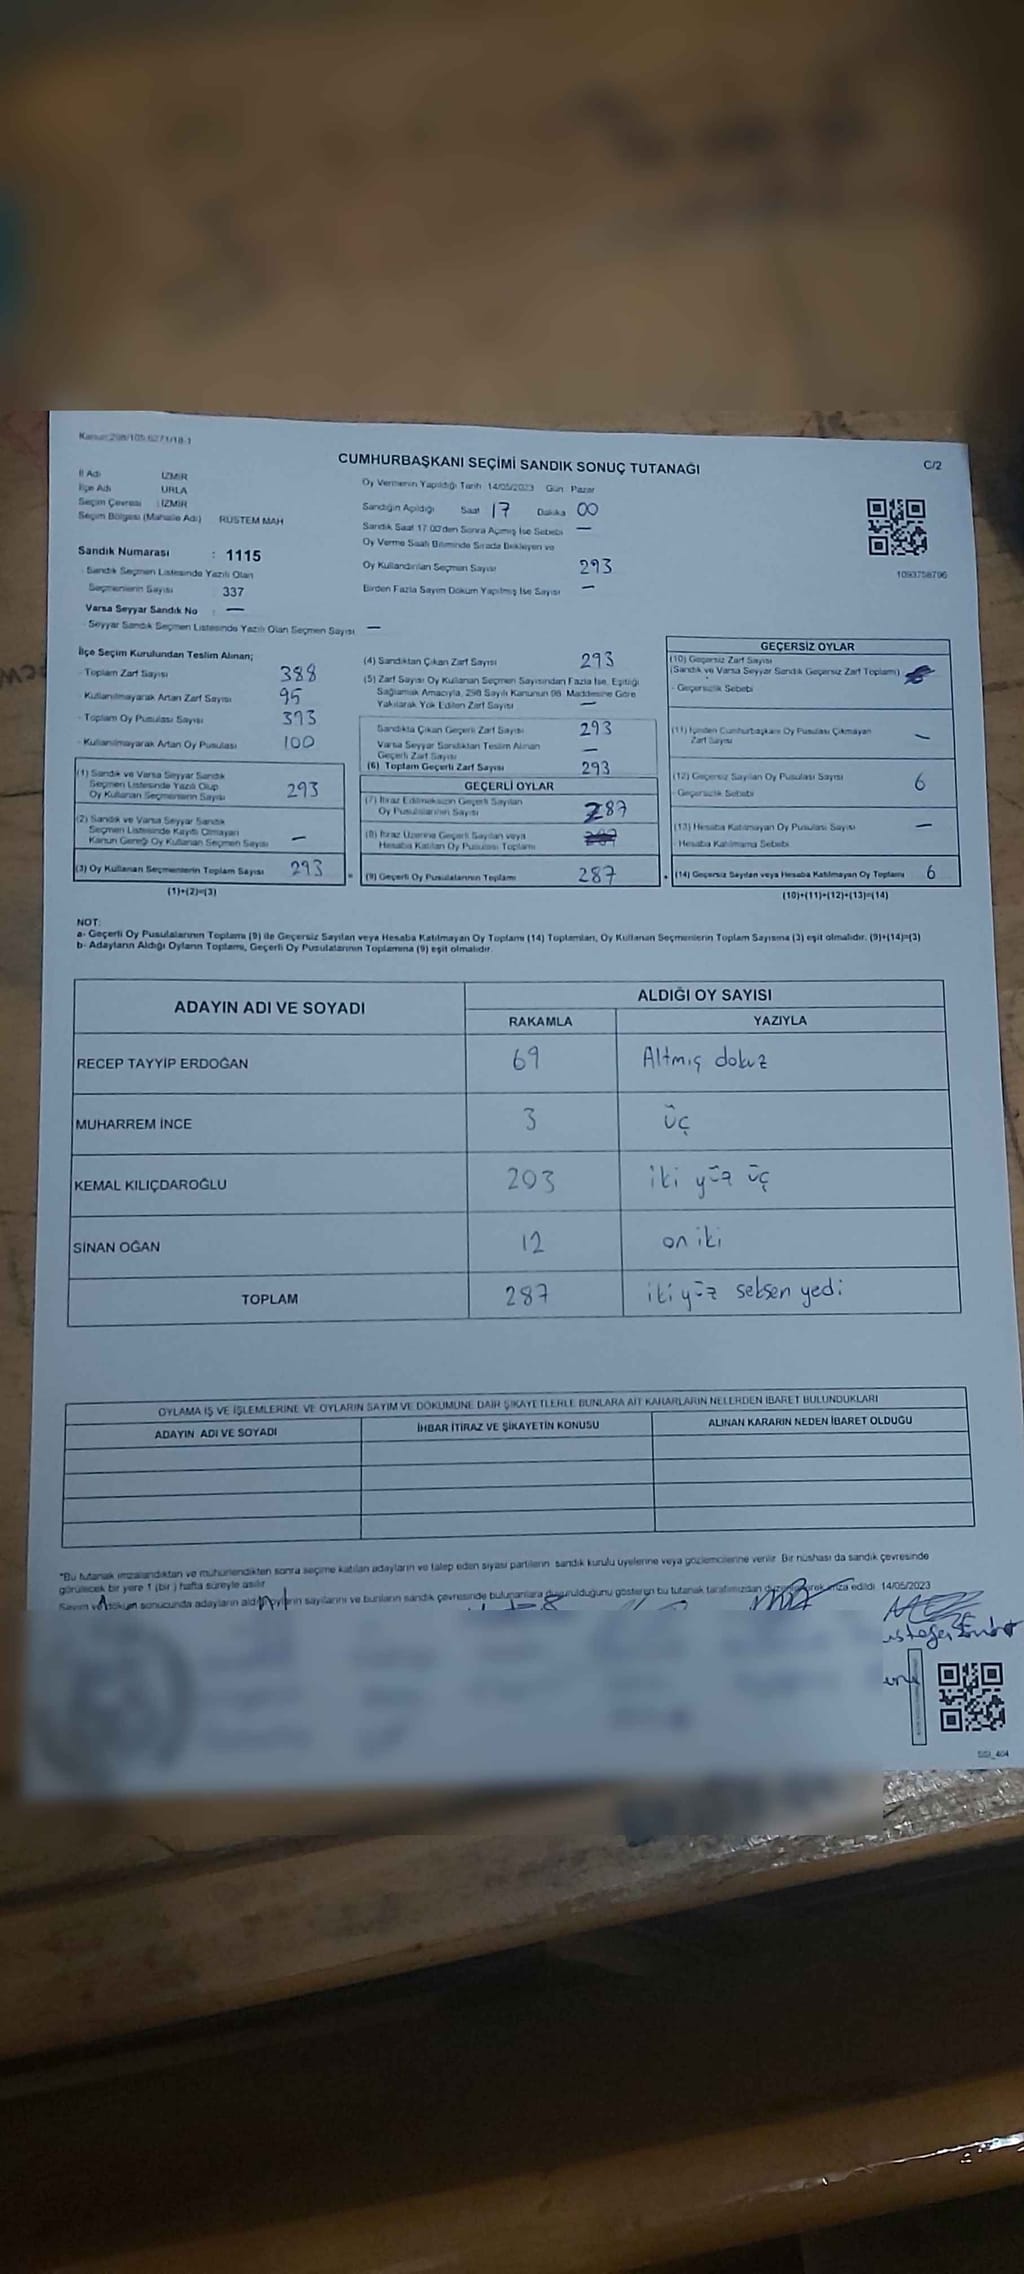 Kanun:298/105,6271/18-1
CUMHURBAŞKANI SEÇİMİ SANDIK SONUÇ TUTANAĞI
C/2
İl Adı İZMİR
İlçe Adı URLA
Seçim Çevresi : İZMİR
Seçim Bölgesi (Mahalle Adı) RÜSTEM MAH
Oy Vermenin Yapıldığı Tarih 14/05/2023 Gün Pazar
Sandığın Açıldığı Saat 17 Dakika 00
Sandık Saat 17:00'den Sonra Açılmış İse Sebebi —
Oy Verme Saati Bitiminde Sırada Bekleyen ve
Oy Kullandırılan Seçmen Sayısı 293
Birden Fazla Sayım Döküm Yapılmış İse Sayısı —
1093758796
Sandık Numarası : 1115
Sandık Seçmen Listesinde Yazılı Olan
Seçmenlerin Sayısı 337
Varsa Seyyar Sandık No : —
Seyyar Sandık Seçmen Listesinde Yazılı Olan Seçmen Sayısı —
İlçe Seçim Kurulundan Teslim Alınan;
- Toplam Zarf Sayısı 388
- Kullanılmayarak Artan Zarf Sayısı 95
- Toplam Oy Pusulası Sayısı 393
- Kullanılmayarak Artan Oy Pusulası 100
(1) Sandık ve Varsa Seyyar Sandık
Seçmen Listesinde Yazılı Olup
Oy Kullanan Seçmenlerin Sayısı 293
(2) Sandık ve Varsa Seyyar Sandık
Seçmen Listesinde Kayıtlı Olmayan
Kanun Gereği Oy Kullanan Seçmen Sayısı —
(3) Oy Kullanan Seçmenlerin Toplam Sayısı 293
(1)+(2)=(3)
(4) Sandıktan Çıkan Zarf Sayısı 293
(5) Zarf Sayısı Oy Kullanan Seçmen Sayısından Fazla İse, Eşitliği
Sağlamak Amacıyla, 298 Sayılı Kanunun 98. Maddesine Göre
Yakılarak Yok Edilen Zarf Sayısı —
Sandıkta Çıkan Geçerli Zarf Sayısı 293
Varsa Seyyar Sandıktan Teslim Alınan
Geçerli Zarf Sayısı —
(6) Toplam Geçerli Zarf Sayısı 293
GEÇERLİ OYLAR
(7) İtiraz Edilmeksizin Geçerli Sayılan
Oy Pusulalarının Sayısı 287
(8) İtiraz Üzerine Geçerli Sayılan veya
Hesaba Katılan Oy Pusulası Toplamı
(9) Geçerli Oy Pusulalarının Toplamı 287
GEÇERSİZ OYLAR
(10) Geçersiz Zarf Sayısı
(Sandık ve Varsa Seyyar Sandık Geçersiz Zarf Toplamı)
- Geçersizlik Sebebi
(11) İçinden Cumhurbaşkanı Oy Pusulası Çıkmayan
Zarf Sayısı —
(12) Geçersiz Sayılan Oy Pusulası Sayısı 6
- Geçersizlik Sebebi
(13) Hesaba Katılmayan Oy Pusulası Sayısı —
- Hesaba Katılmama Sebebi
(14) Geçersiz Sayılan veya Hesaba Katılmayan Oy Toplamı 6
(10)+(11)+(12)+(13)=(14)
NOT:
a- Geçerli Oy Pusulalarının Toplamı (9) ile Geçersiz Sayılan veya Hesaba Katılmayan Oy Toplamı (14) Toplamları, Oy Kullanan Seçmenlerin Toplam Sayısına (3) eşit olmalıdır. (9)+(14)=(3)
b- Adayların Aldığı Oyların Toplamı, Geçerli Oy Pusulalarının Toplamına (9) eşit olmalıdır.
ADAYIN ADI VE SOYADI ALDIĞI OY SAYISI
RAKAMLA YAZIYLA
RECEP TAYYİP ERDOĞAN 69 Altmış dokuz
MUHARREM İNCE 3 üç
KEMAL KILIÇDAROĞLU 203 iki yüz üç
SİNAN OĞAN 12 on iki
TOPLAM 287 iki yüz seksen yedi
OYLAMA İŞ VE İŞLEMLERİNE VE OYLARIN SAYIM VE DÖKÜMÜNE DAİR ŞİKAYETLERLE BUNLARA AİT KARARLARIN NELERDEN İBARET BULUNDUKLARI
ADAYIN ADI VE SOYADI İHBAR İTİRAZ VE ŞİKAYETİN KONUSU ALINAN KARARIN NEDEN İBARET OLDUĞU
*Bu tutanak imzalandıktan ve mühürlendikten sonra seçime katılan adayların ve talep eden siyasi partilerin sandık kurulu üyelerine veya gözlemcilerine verilir. Bir nüshası da sandık çevresinde
görülecek bir yere 1 (bir) hafta süreyle asılır.
Sayım ve döküm sonucunda adayların aldığı oyların sayılarını ve bunların sandık çevresinde bulunanlara duyurulduğunu gösterir bu tutanak tarafımızdan düzenlenerek imza edildi. 14/05/2023
SSI_404